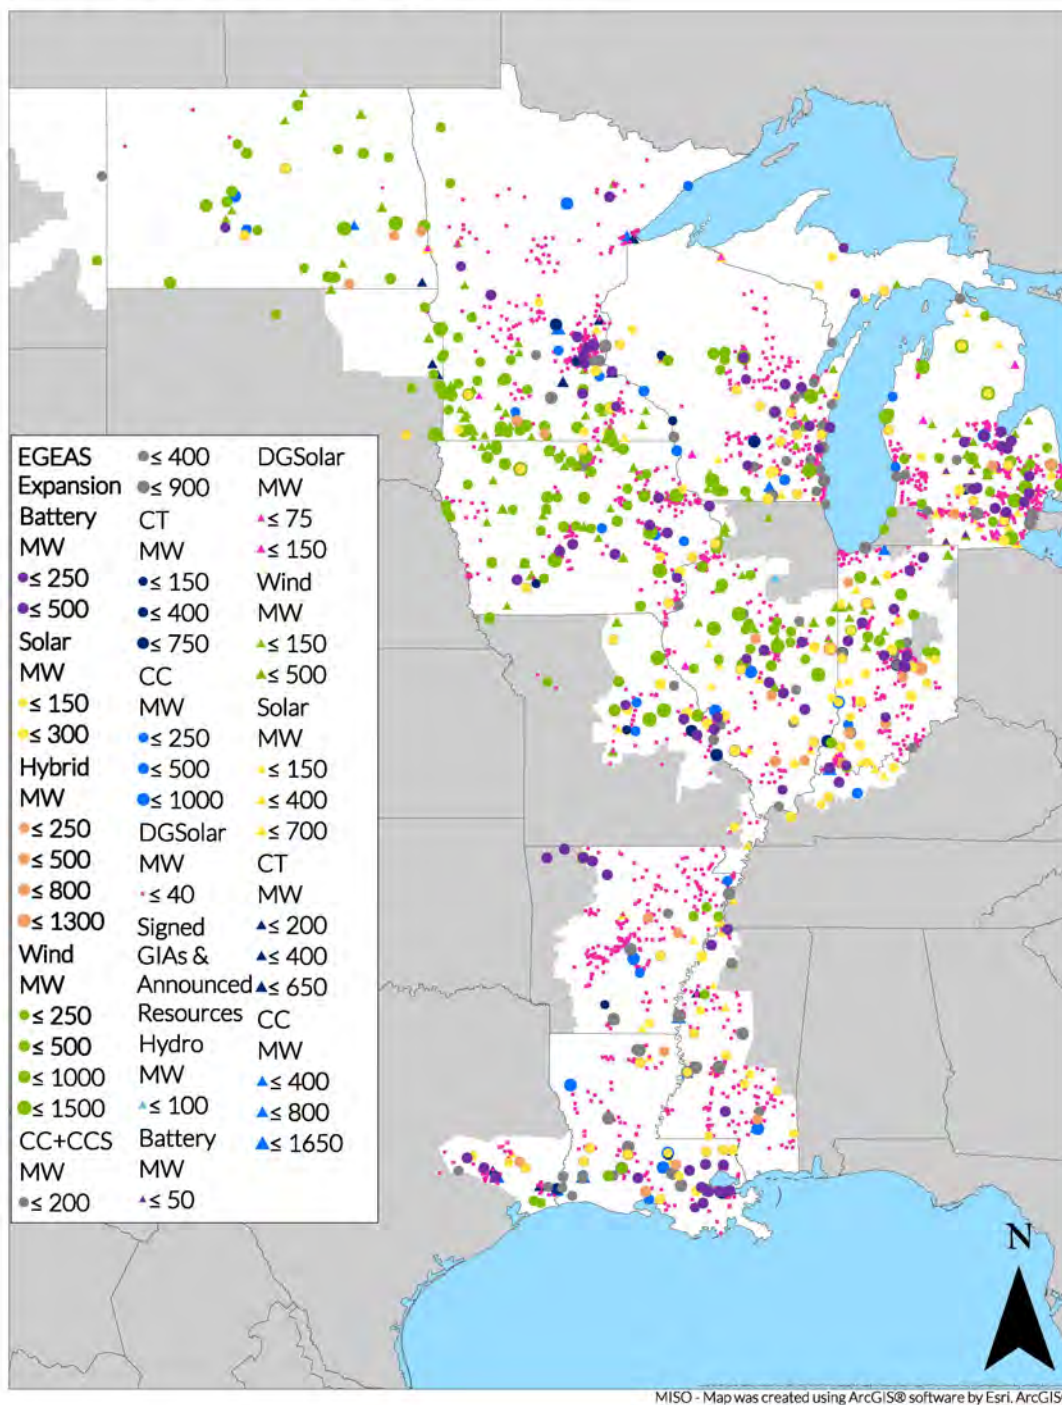 EGEAS
Expansion
Battery
MW
≤ 250
≤ 500
Solar
MW
≤ 150
≤ 300
Hybrid
MW
≤ 250
≤ 500
≤ 800
≤ 1300
Wind
MW
≤ 250
≤ 500
≤ 1000
≤ 1500
CC+CCS
MW
≤ 200
≤ 400
≤ 900
CT
MW
≤ 150
≤ 400
≤ 750
CC
MW
≤ 250
≤ 500
≤ 1000
DGSolar
MW
≤ 40
Signed
GIAs &
Announced
Resources
Hydro
MW
≤ 100
Battery
MW
≤ 50
DGSolar
MW
≤ 75
≤ 150
Wind
MW
≤ 150
≤ 500
Solar
MW
≤ 150
≤ 400
≤ 700
CT
MW
≤ 200
≤ 400
≤ 650
CC
MW
≤ 400
≤ 800
≤ 1650
N
MISO - Map was created using ArcGIS® software by Esri. ArcGIS